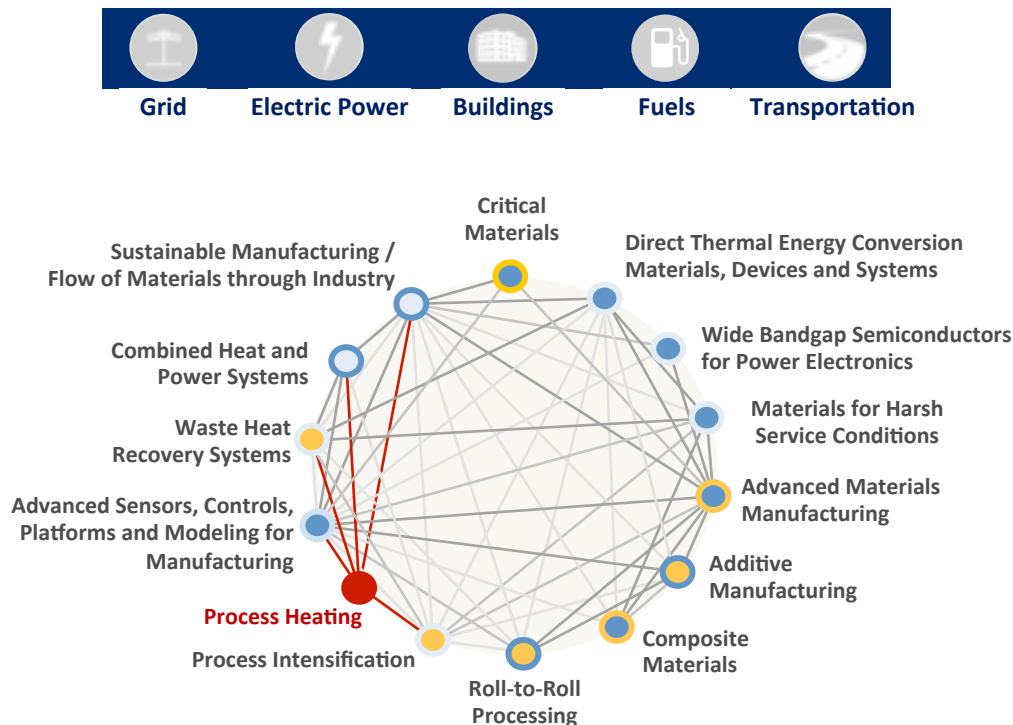 Grid
Electric Power
Buildings
Fuels
Transportation
Critical
Materials
Sustainable Manufacturing /
Flow of Materials through Industry
Direct Thermal Energy Conversion
Materials, Devices and Systems
Combined Heat and
Power Systems
Wide Bandgap Semiconductors
for Power Electronics
Waste Heat
Recovery Systems
Materials for Harsh
Service Conditions
Advanced Sensors, Controls,
Platforms and Modeling for
Manufacturing
Advanced Materials
Manufacturing
Process Heating
Additive
Manufacturing
Process Intensification
Composite
Materials
Roll-to-Roll
Processing